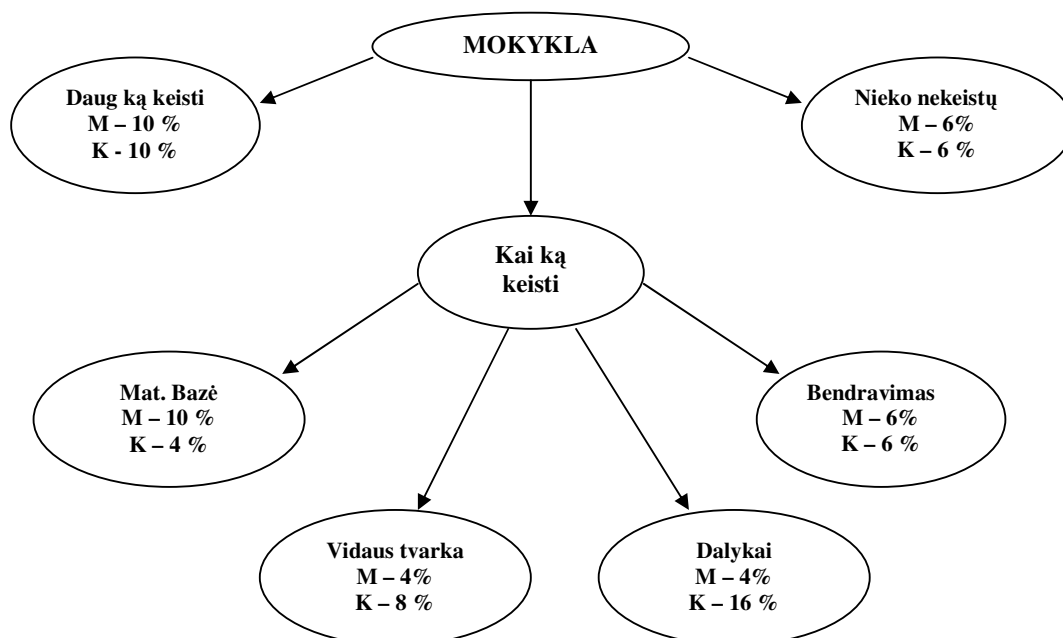 MOKYKLA
Daug ką keisti
M – 10 %
K - 10 %
Nieko nekeistų
M – 6%
K – 6 %
Kai ką
keisti
Mat. Bazė
M – 10 %
K – 4 %
Bendravimas
M – 6%
K – 6 %
Vidaus tvarka
M – 4%
K – 8 %
Dalykai
M – 4%
K – 16 %